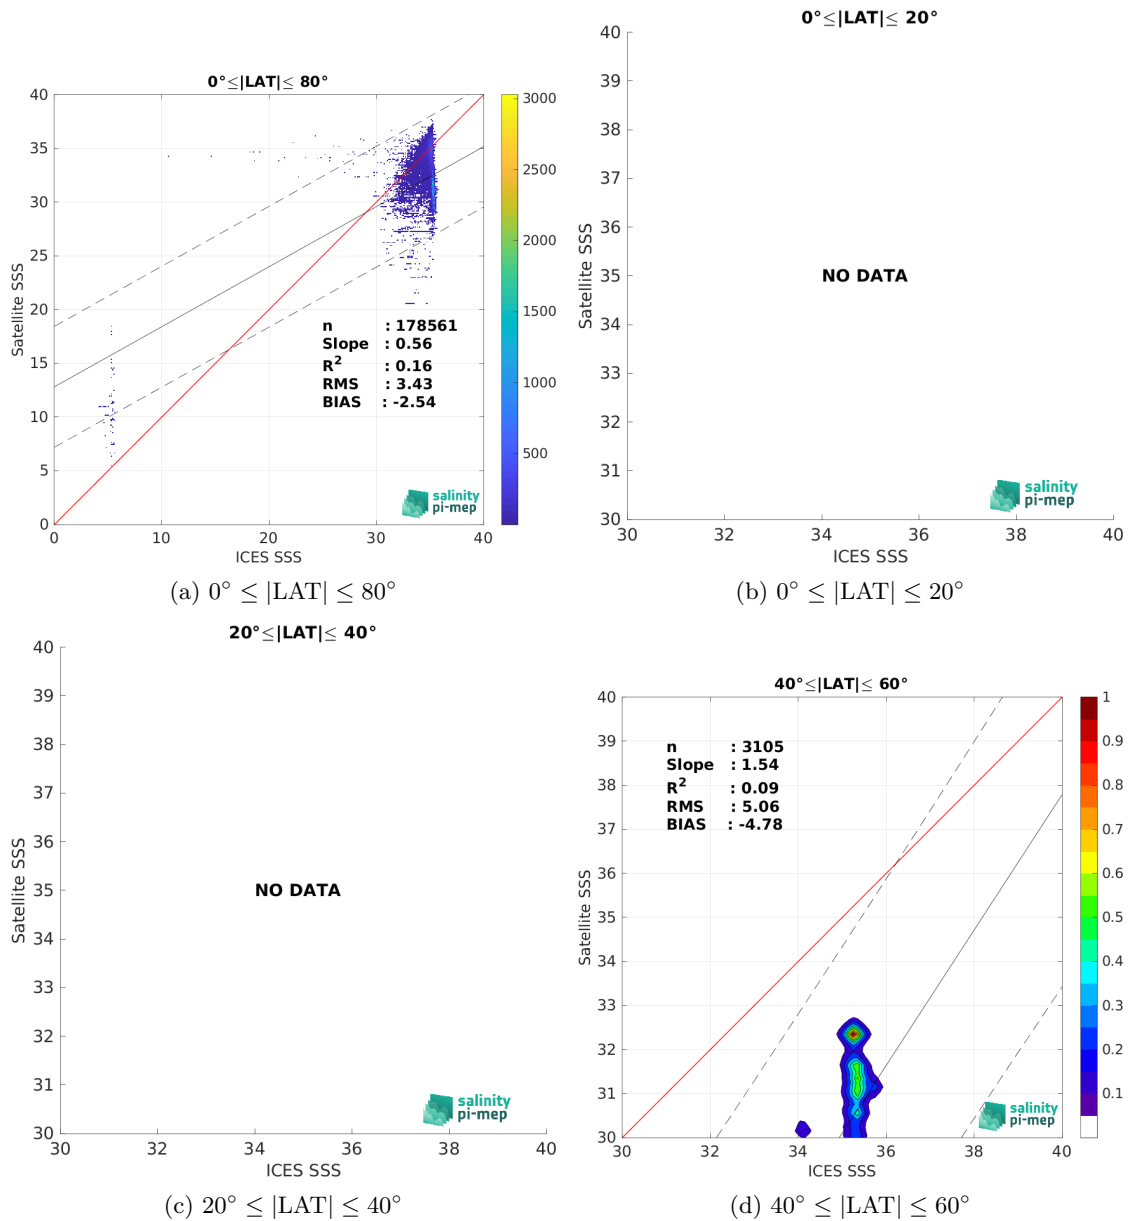 0°≤|LAT|≤ 80°
40
35
30
25
20
15
10
5
0
Satellite SSS
n : 178561
Slope : 0.56
R² : 0.16
RMS : 3.43
BIAS : -2.54
salinity
pi-mep
0 10 20 30 40
ICES SSS
3000
2500
2000
1500
1000
500
(a) 0° ≤ |LAT| ≤ 80°
0°≤|LAT|≤ 20°
40
39
38
37
36
35
34
33
32
31
30
Satellite SSS
NO DATA
salinity
pi-mep
30 32 34 36 38 40
ICES SSS
(b) 0° ≤ |LAT| ≤ 20°
20°≤|LAT|≤ 40°
40
39
38
37
36
35
34
33
32
31
30
Satellite SSS
NO DATA
salinity
pi-mep
30 32 34 36 38 40
ICES SSS
(c) 20° ≤ |LAT| ≤ 40°
40°≤|LAT|≤ 60°
40
39
38
37
36
35
34
33
32
31
30
Satellite SSS
n : 3105
Slope : 1.54
R² : 0.09
RMS : 5.06
BIAS : -4.78
salinity
pi-mep
30 32 34 36 38 40
ICES SSS
1
0.9
0.8
0.7
0.6
0.5
0.4
0.3
0.2
0.1
(d) 40° ≤ |LAT| ≤ 60°